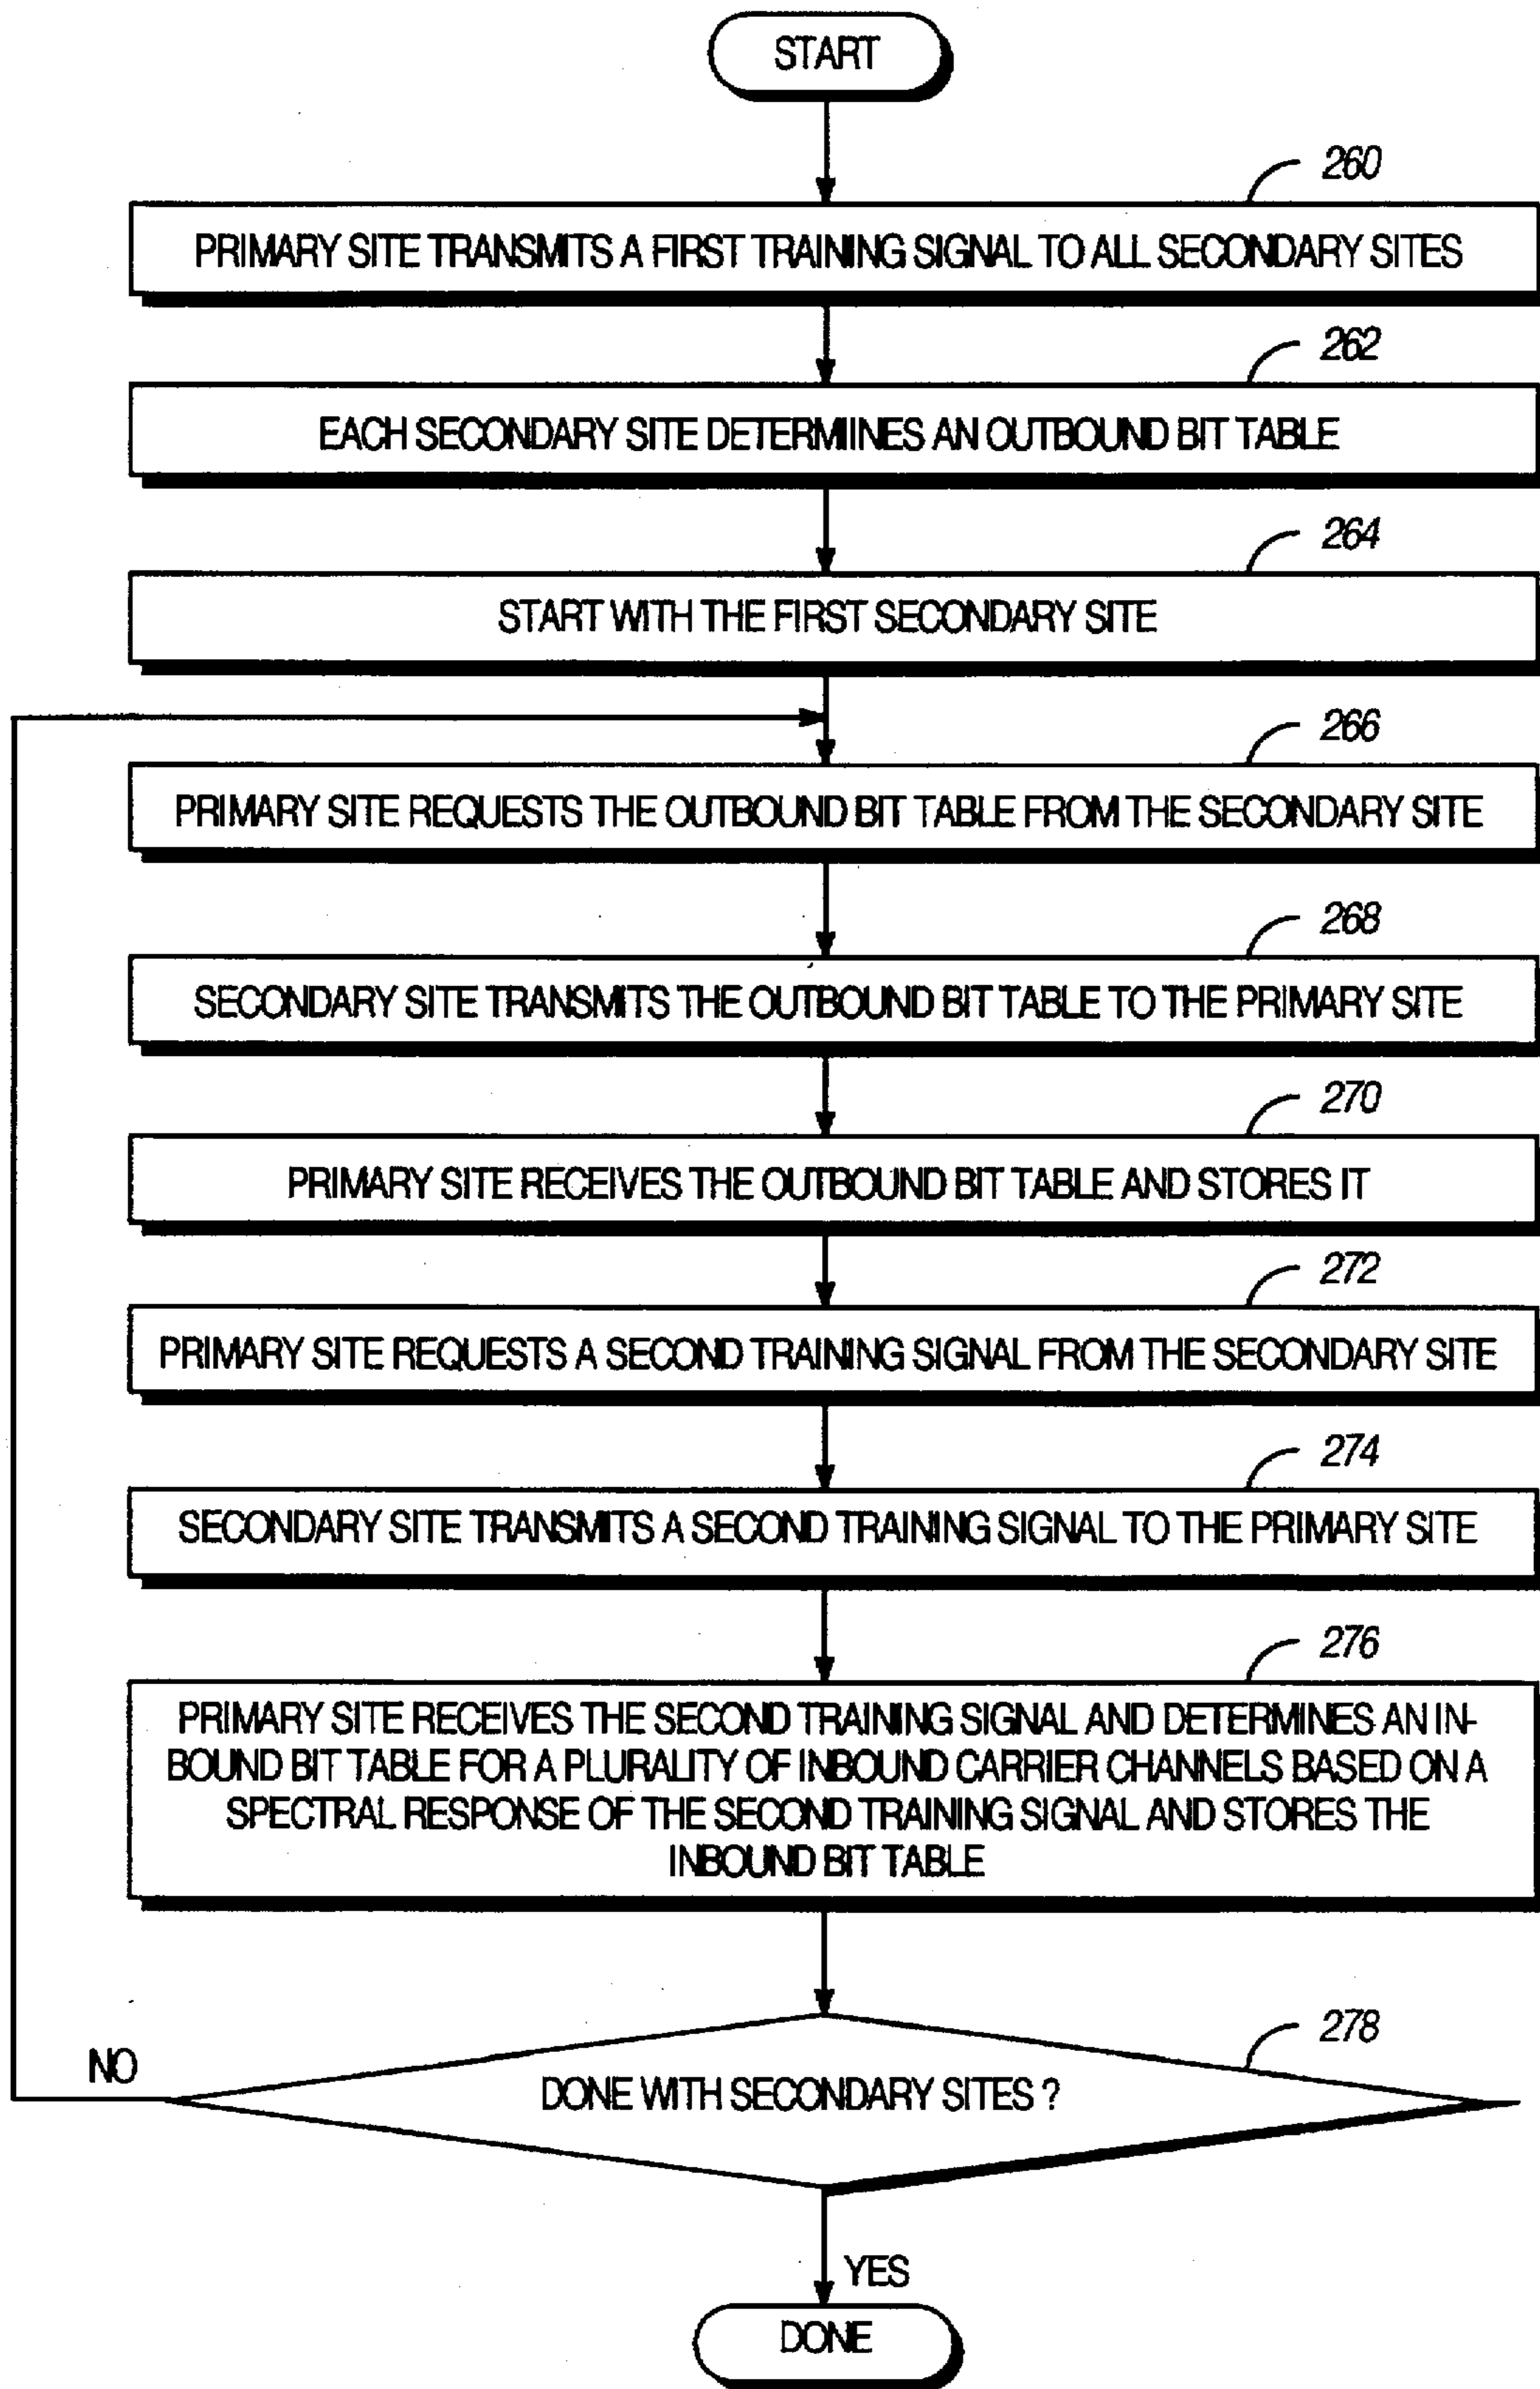 START
260
PRIMARY SITE TRANSMITS A FIRST TRAINING SIGNAL TO ALL SECONDARY SITES
262
EACH SECONDARY SITE DETERMIINES AN OUTBOUND BIT TABLE
264
START WITH THE FIRST SECONDARY SITE
266
PRIMARY SITE REQUESTS THE OUTBOUND BIT TABLE FROM THE SECONDARY SITE
268
SECONDARY SITE TRANSMITS THE OUTBOUND BIT TABLE TO THE PRIMARY SITE
270
PRIMARY SITE RECEIVES THE OUTBOUND BIT TABLE AND STORES IT
272
PRIMARY SITE REQUESTS A SECOND TRAINING SIGNAL FROM THE SECONDARY SITE
274
SECONDARY SITE TRANSMITS A SECOND TRAINING SIGNAL TO THE PRIMARY SITE
276
PRIMARY SITE RECEIVES THE SECOND TRAINING SIGNAL AND DETERMINES AN IN-
BOUND BIT TABLE FOR A PLURALITY OF INBOUND CARRIER CHANNELS BASED ON A
SPECTRAL RESPONSE OF THE SECOND TRAINING SIGNAL AND STORES THE
INBOUND BIT TABLE
278
NO
DONE WITH SECONDARY SITES ?
YES
DONE